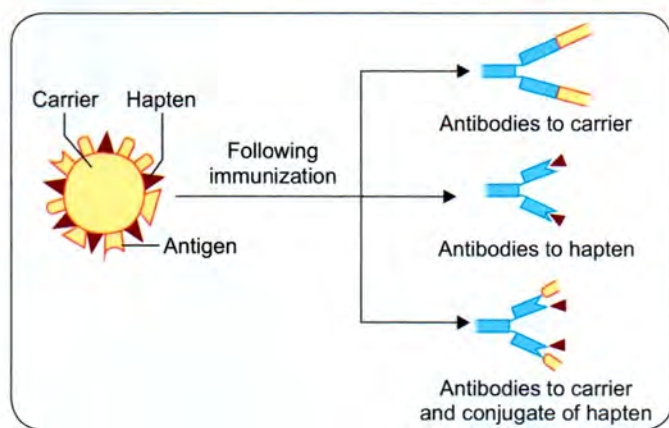 Carrier
Hapten
Antigen
Following
immunization
Antibodies to carrier
Antibodies to hapten
Antibodies to carrier
and conjugate of hapten